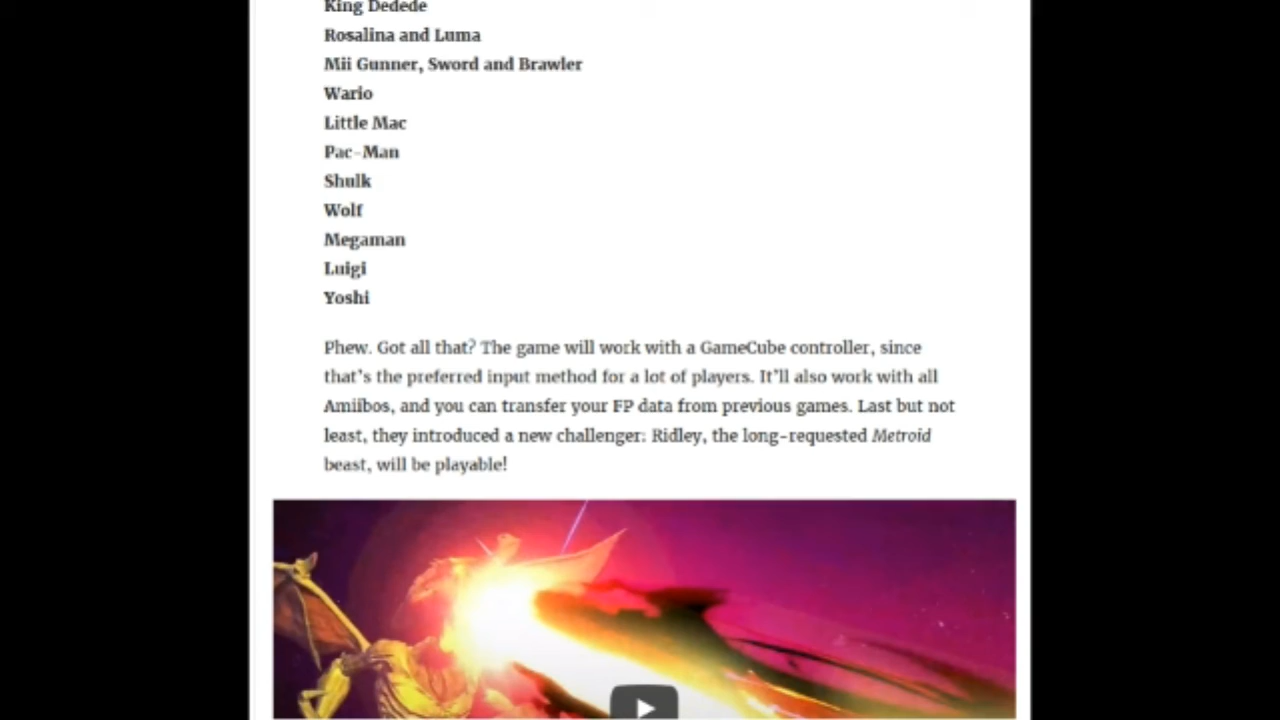 King Dedede
Rosalina and Luma
Mii Gunner, Sword and Brawler
Wario
Little Mac
Pac-Man
Shulk
Wolf
Megaman
Luigi
Yoshi
Phew. Got all that? The game will work with a GameCube controller, since
that's the preferred input method for a lot of players. It'll also work with all
Amiibos, and you can transfer your FP data from previous games. Last but not
least, they introduced a new challenger: Ridley, the long-requested Metroid
beast, will be playable!